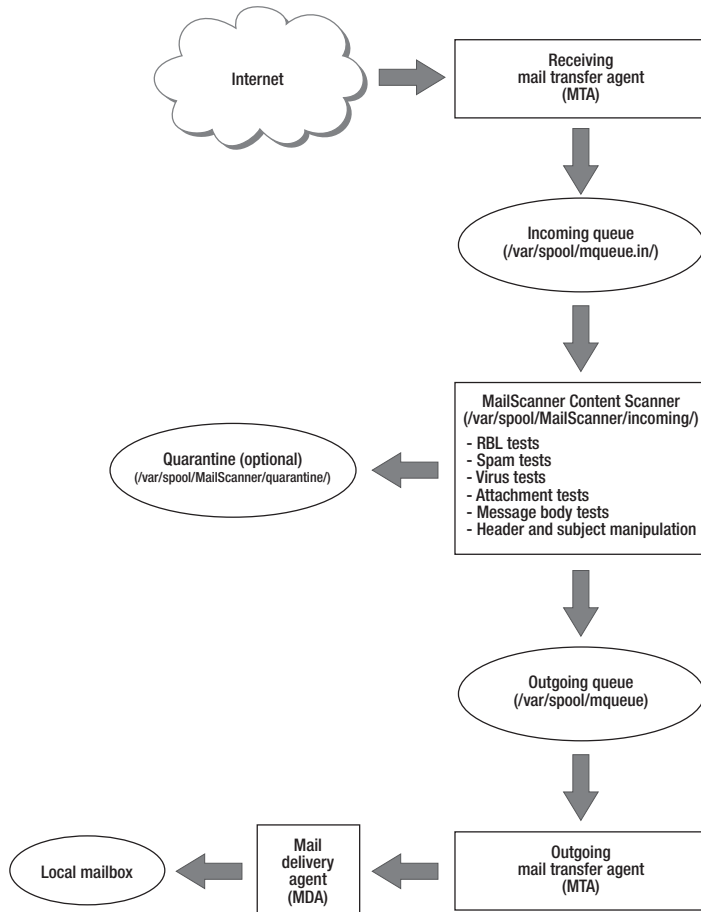 Internet
Receiving
mail transfer agent
(MTA)
Incoming queue
(/var/spool/mqueue.in/)
MailScanner Content Scanner
(/var/spool/MailScanner/incoming/)
- RBL tests
- Spam tests
- Virus tests
- Attachment tests
- Message body tests
- Header and subject manipulation
Quarantine (optional)
(/var/spool/MailScanner/quarantine/)
Outgoing queue
(/var/spool/mqueue)
Outgoing
mail transfer agent
(MTA)
Mail
delivery
agent
(MDA)
Local mailbox